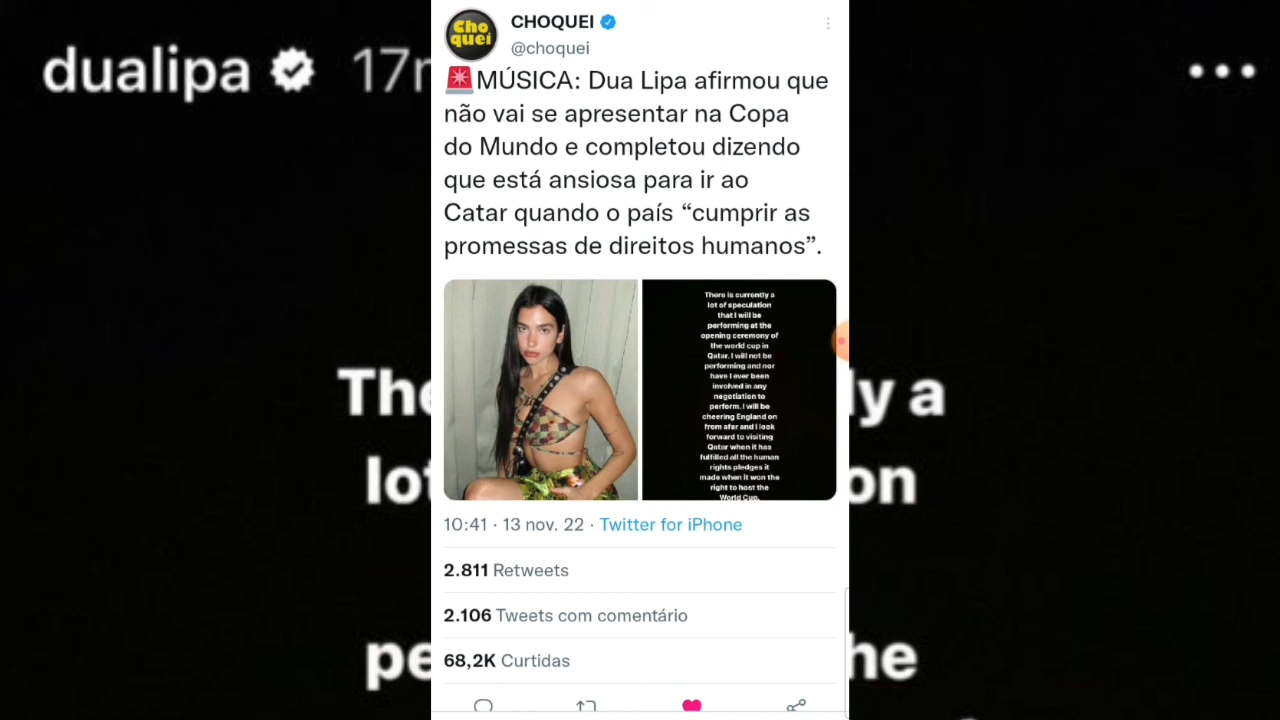 dualipa 17
CHOQUEI
@choquei
Cho
quei
MÚSICA: Dua Lipa afirmou que
não vai se apresentar na Copa
do Mundo e completou dizendo
que está ansiosa para ir ao
Catar quando o país “cumprir as
promessas de direitos humanos”.
There is currently a
lot of speculation
that I will be
performing at the
opening ceremony of
the world cup in
Qatar. I will not be
performing and nor
have I ever been
involved in any
negotiation to
perform. I will be
cheering England on
from afar and I look
forward to visiting
Qatar when it has
fulfilled all the human
rights pledges it
made when it won the
right to host the
World Cup.
10:41 · 13 nov. 22 · Twitter for iPhone
2.811 Retweets
2.106 Tweets com comentário
68,2K Curtidas
The
ly a
lot
on
pe
he